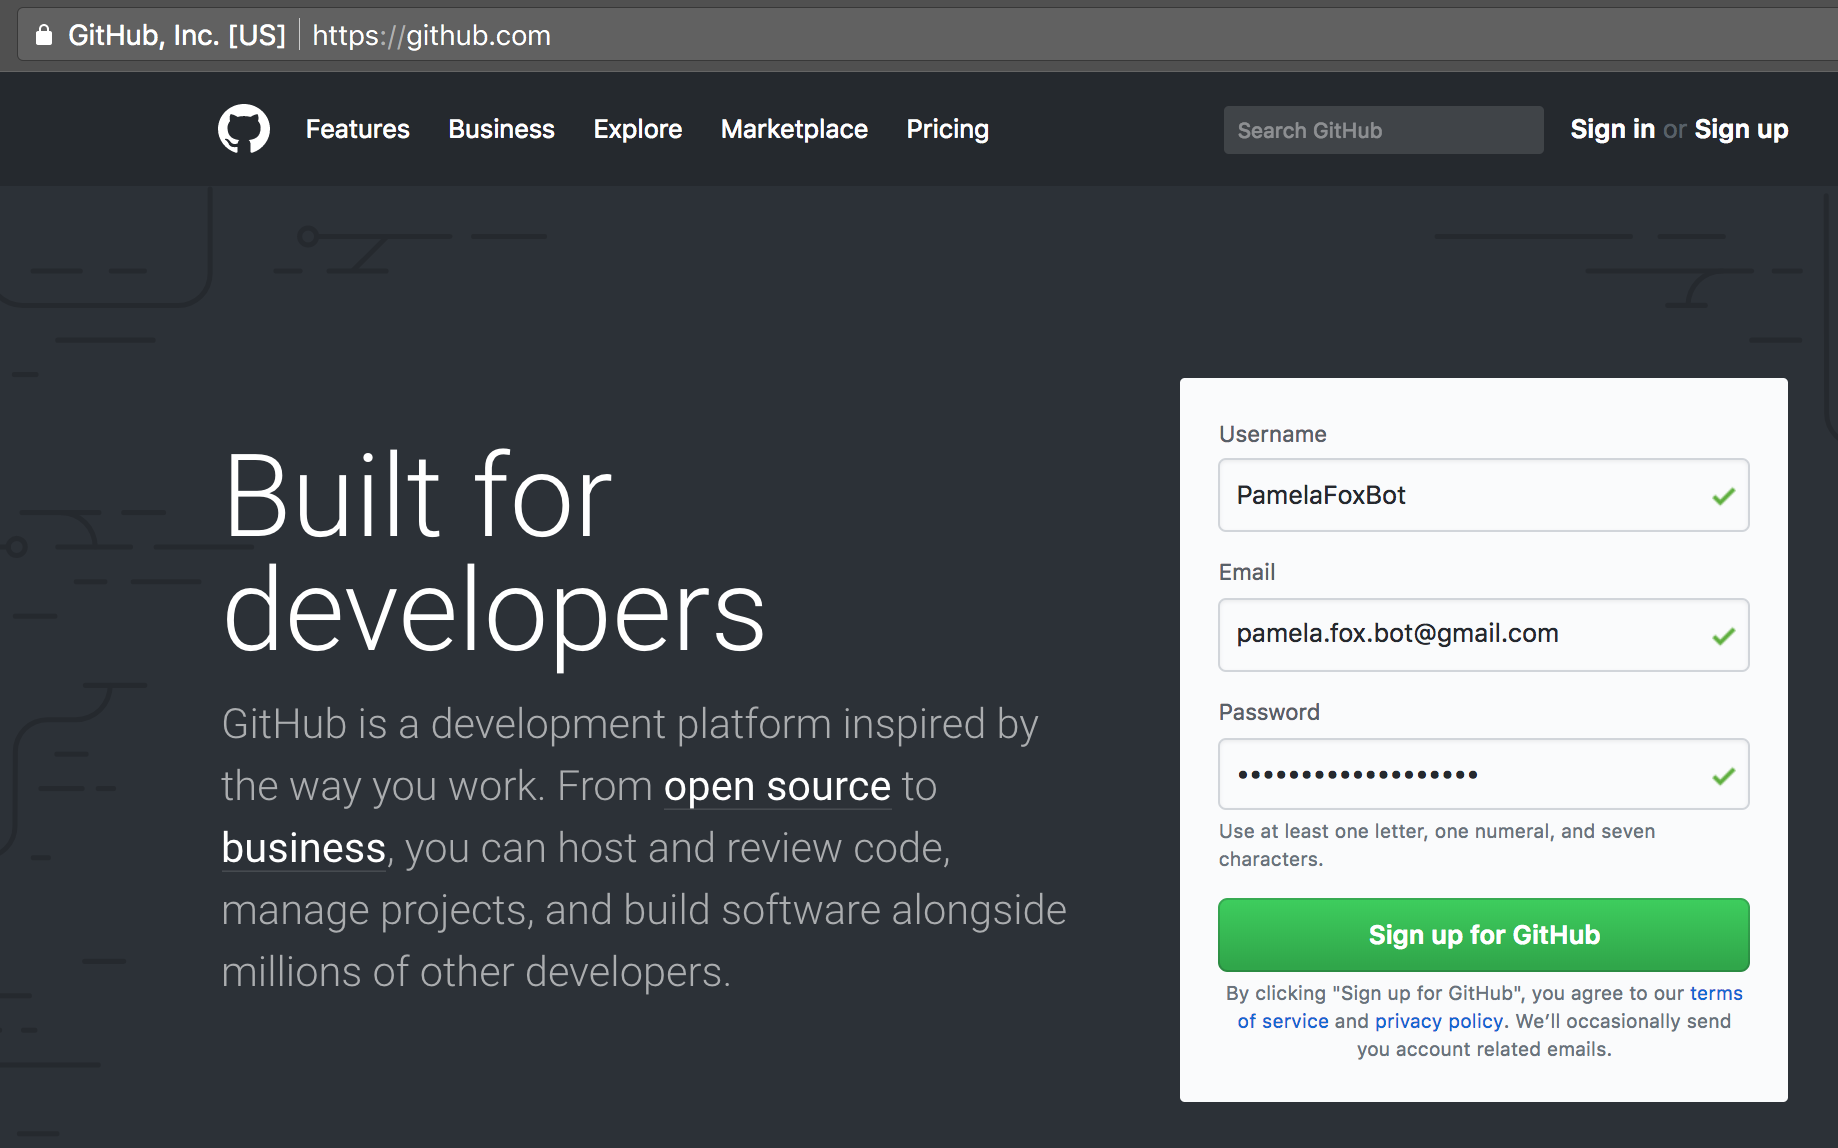 GitHub, Inc. [US] https://github.com
Features Business Explore Marketplace Pricing Search GitHub Sign in or Sign up
Built for
developers
GitHub is a development platform inspired by
the way you work. From open source to
business, you can host and review code,
manage projects, and build software alongside
millions of other developers.
Username
PamelaFoxBot
Email
pamela.fox.bot@gmail.com
Password
•••••••••••••••••••
Use at least one letter, one numeral, and seven
characters.
Sign up for GitHub
By clicking "Sign up for GitHub", you agree to our terms
of service and privacy policy. We’ll occasionally send
you account related emails.